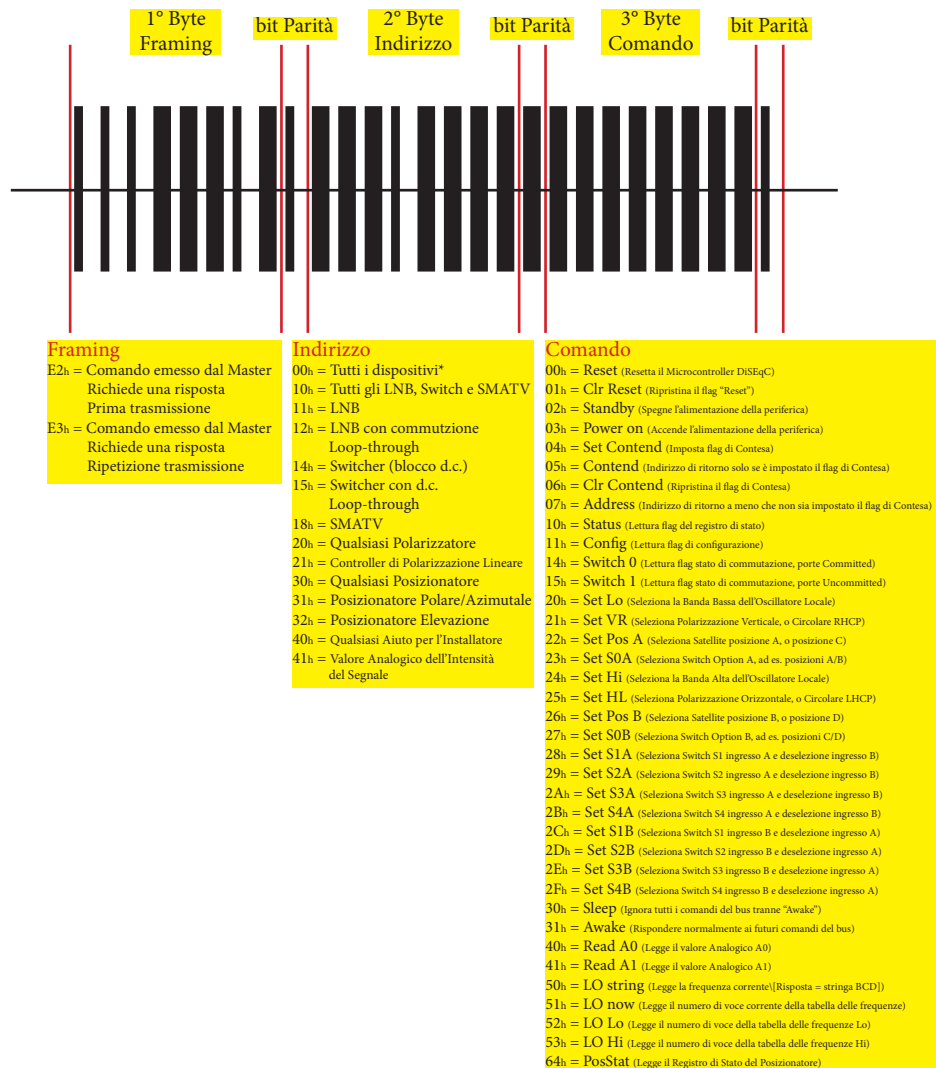 1° Byte
Framing
bit Parità
2° Byte
Indirizzo
bit Parità
3° Byte
Comando
bit Parità
Framing
E2h = Comando emesso dal Master
Richiede una risposta
Prima trasmissione
E3h = Comando emesso dal Master
Richiede una risposta
Ripetizione trasmissione
Indirizzo
00h = Tutti i dispositivi*
10h = Tutti gli LNB, Switch e SMATV
11h = LNB
12h = LNB con commutzione
Loop-through
14h = Switcher (blocco d.c.)
15h = Switcher con d.c.
Loop-through
18h = SMATV
20h = Qualsiasi Polarizzatore
21h = Controller di Polarizzazione Lineare
30h = Qualsiasi Posizionatore
31h = Posizionatore Polare/Azimutale
32h = Posizionatore Elevazione
40h = Qualsiasi Aiuto per l'Installatore
41h = Valore Analogico dell'Intensità
del Segnale
Comando
00h = Reset (Resetta il Microcontroller DiSEqC)
01h = Clr Reset (Ripristina il flag “Reset”)
02h = Standby (Spegne l'alimentazione della periferica)
03h = Power on (Accende l'alimentazione della periferica)
04h = Set Contend (Imposta flag di Contesa)
05h = Contend (Indirizzo di ritorno solo se è impostato il flag di Contesa)
06h = Clr Contend (Ripristina il flag di Contesa)
07h = Address (Indirizzo di ritorno a meno che non sia impostato il flag di Contesa)
10h = Status (Lettura flag del registro di stato)
11h = Config (Lettura flag di configurazione)
14h = Switch 0 (Lettura flag stato di commutazione, porte Committed)
15h = Switch 1 (Lettura flag stato di commutazione, porte Uncommitted)
20h = Set Lo (Seleziona la Banda Bassa dell'Oscillatore Locale)
21h = Set VR (Seleziona Polarizzazione Verticale, o Circolare RHCP)
22h = Set Pos A (Seleziona Satellite posizione A, o posizione C)
23h = Set S0A (Seleziona Switch Option A, ad es. posizioni A/B)
24h = Set Hi (Seleziona la Banda Alta dell'Oscillatore Locale)
25h = Set HL (Seleziona Polarizzazione Orizzontale, o Circolare LHCP)
26h = Set Pos B (Seleziona Satellite posizione B, o posizione D)
27h = Set S0B (Seleziona Switch Option B, ad es. posizioni C/D)
28h = Set S1A (Seleziona Switch S1 ingresso A e deselezione ingresso B)
29h = Set S2A (Seleziona Switch S2 ingresso A e deselezione ingresso B)
2Ah = Set S3A (Seleziona Switch S3 ingresso A e deselezione ingresso B)
2Bh = Set S4A (Seleziona Switch S4 ingresso A e deselezione ingresso B)
2Ch = Set S1B (Seleziona Switch S1 ingresso B e deselezione ingresso A)
2Dh = Set S2B (Seleziona Switch S2 ingresso B e deselezione ingresso A)
2Eh = Set S3B (Seleziona Switch S3 ingresso B e deselezione ingresso A)
2Fh = Set S4B (Seleziona Switch S4 ingresso B e deselezione ingresso A)
30h = Sleep (Ignora tutti i comandi del bus tranne “Awake”)
31h = Awake (Rispondere normalmente ai futuri comandi del bus)
40h = Read A0 (Legge il valore Analogico A0)
41h = Read A1 (Legge il valore Analogico A1)
50h = LO string (Legge la frequenza corrente\[Risposta = stringa BCD])
51h = LO now (Legge il numero di voce corrente della tabella delle frequenze)
52h = LO Lo (Legge il numero di voce della tabella delle frequenze Lo)
53h = LO Hi (Legge il numero di voce della tabella delle frequenze Hi)
64h = PosStat (Legge il Registro di Stato del Posizionatore)